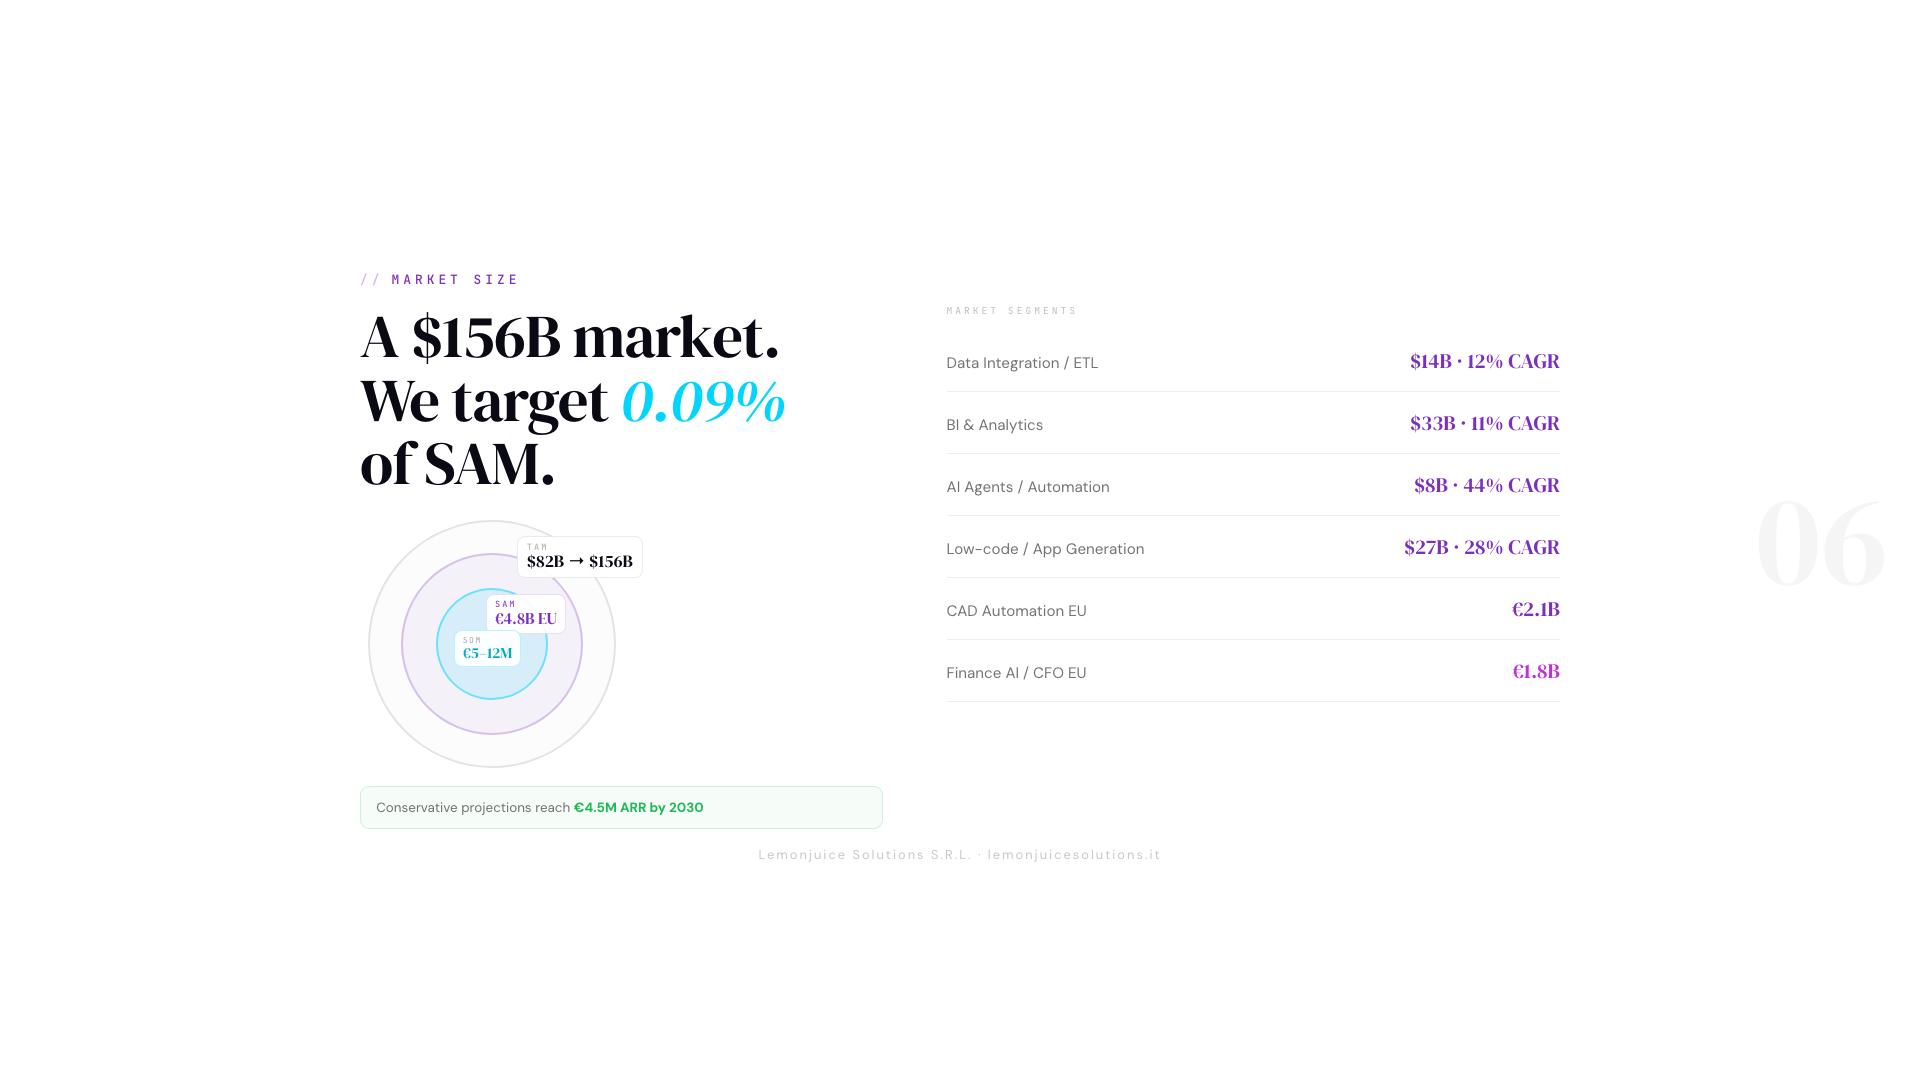 // MARKET SIZE
A $156B market.
We target 0.09%
of SAM.
TAM
$82B → $156B
SAM
€4.8B EU
SOM
€5–12M
Conservative projections reach €4.5M ARR by 2030
MARKET SEGMENTS
Data Integration / ETL $14B · 12% CAGR
BI & Analytics $33B · 11% CAGR
AI Agents / Automation $8B · 44% CAGR
Low-code / App Generation $27B · 28% CAGR
CAD Automation EU €2.1B
Finance AI / CFO EU €1.8B
06
Lemonjuice Solutions S.R.L. · lemonjuicesolutions.it